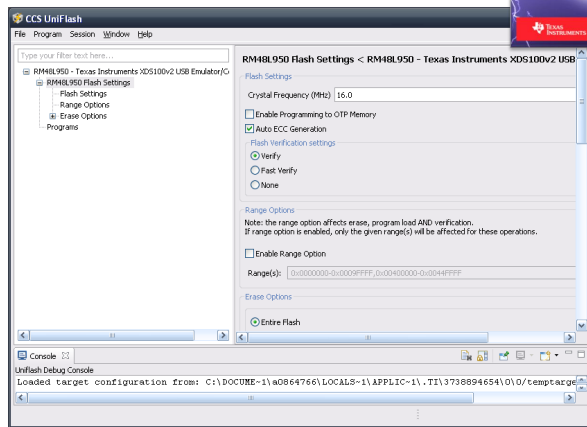 CCS UniFlash
TEXAS
INSTRUMENTS
File Program Session Window Help
Type your filter text here...
RM48L950 - Texas Instruments XDS100v2 USB Emulator/C
RM48L950 Flash Settings
Flash Settings
Range Options
Erase Options
Programs
RM48L950 Flash Settings < RM48L950 - Texas Instruments XDS100v2 USB
Flash Settings
Crystal Frequency (MHz) 16.0
Enable Programming to OTP Memory
Auto ECC Generation
Flash Verification settings
Verify
Fast Verify
None
Range Options
Note: the range option affects erase, program load AND verification.
If range option is enabled, only the given range(s) will be affected for these operations.
Enable Range Option
Range(s): 0x0000000-0x0009FFFF,0x00400000-0x0044FFFF
Erase Options
Entire Flash
Console
Uniflash Debug Console
Loaded target configuration from: C:\DOCUME~1\a0864766\LOCALS~1\APPLIC~1\.TI\3738894654\0\0/temptarge